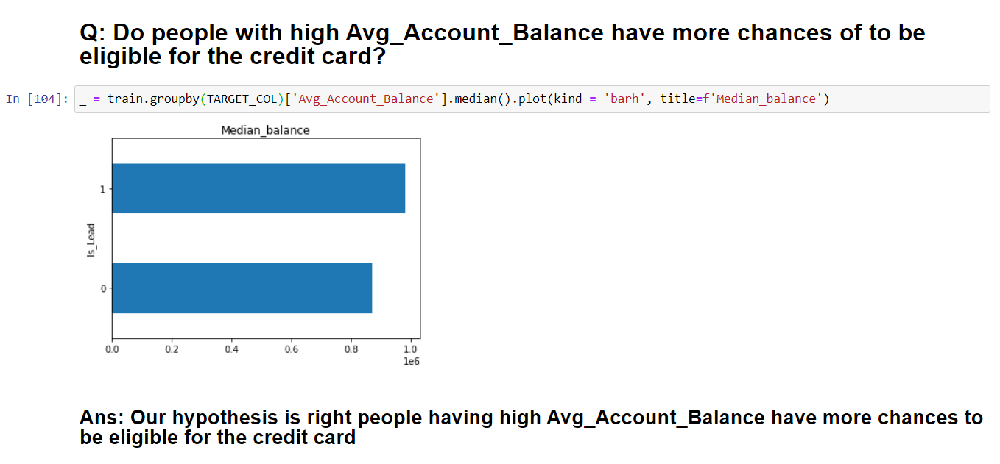 Q: Do people with high Avg_Account_Balance have more chances of to be
eligible for the credit card?
In [104]: _ = train.groupby(TARGET_COL)['Avg_Account_Balance'].median().plot(kind = 'barh', title=f'Median_balance')
Median_balance
1
Is_Lead
0
0.0 0.2 0.4 0.6 0.8 1.0
1e6
Ans: Our hypothesis is right people having high Avg_Account_Balance have more chances to
be eligible for the credit card